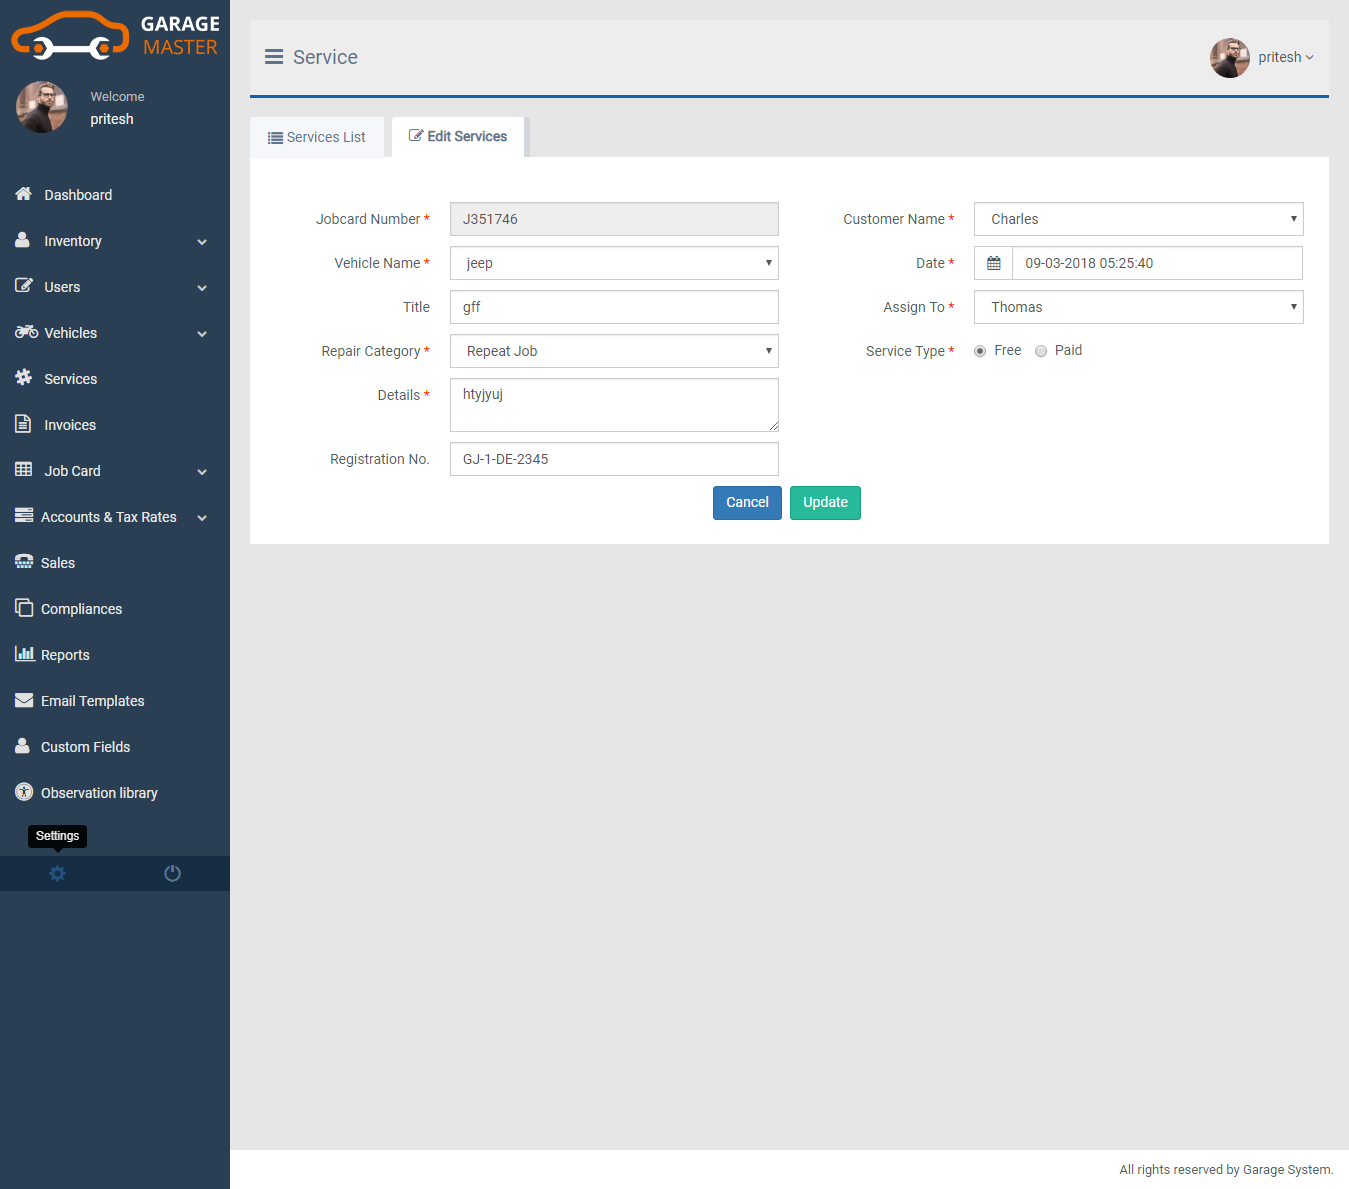 GARAGE
MASTER
Welcome
pritesh
Dashboard
Inventory
Users
Vehicles
Services
Invoices
Job Card
Accounts & Tax Rates
Sales
Compliances
Reports
Email Templates
Custom Fields
Observation library
Settings
Service
pritesh
Services List
Edit Services
Jobcard Number * J351746
Customer Name * Charles
Vehicle Name * jeep
Date * 09-03-2018 05:25:40
Title gff
Assign To * Thomas
Repair Category * Repeat Job
Service Type * Free Paid
Details * htyjyuj
Registration No. GJ-1-DE-2345
Cancel Update
All rights reserved by Garage System.